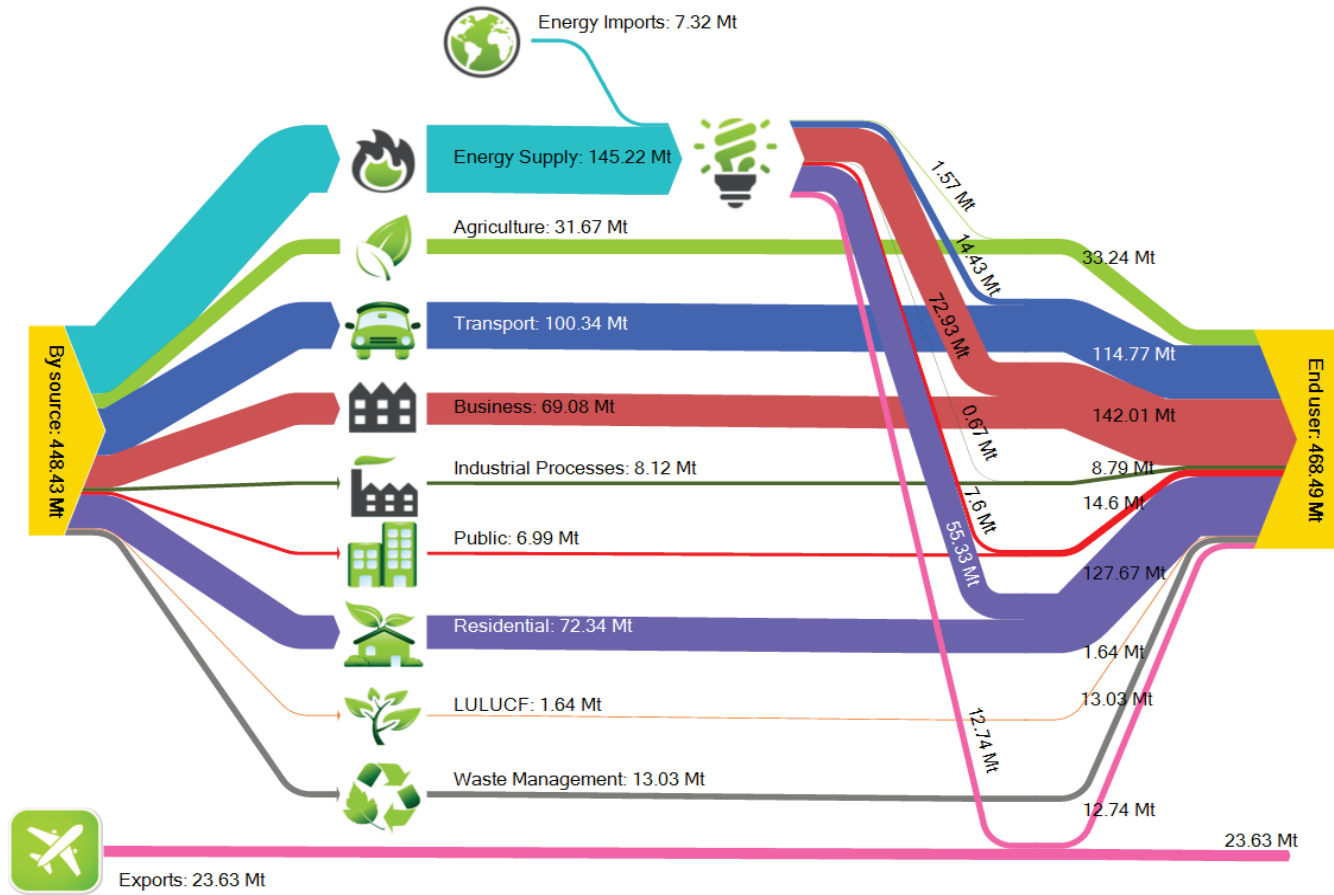 Energy Imports: 7.32 Mt
Energy Supply: 145.22 Mt
1.57 Mt
Agriculture: 31.67 Mt
14.43 Mt
33.24 Mt
Transport: 100.34 Mt
72.93 Mt
114.77 Mt
By source: 448.43 Mt
End user: 468.49 Mt
Business: 69.08 Mt
0.67 Mt
142.01 Mt
Industrial Processes: 8.12 Mt
8.79 Mt
7.6 Mt
14.6 Mt
Public: 6.99 Mt
55.33 Mt
127.67 Mt
Residential: 72.34 Mt
1.64 Mt
LULUCF: 1.64 Mt
13.03 Mt
12.74 Mt
Waste Management: 13.03 Mt
12.74 Mt
23.63 Mt
Exports: 23.63 Mt